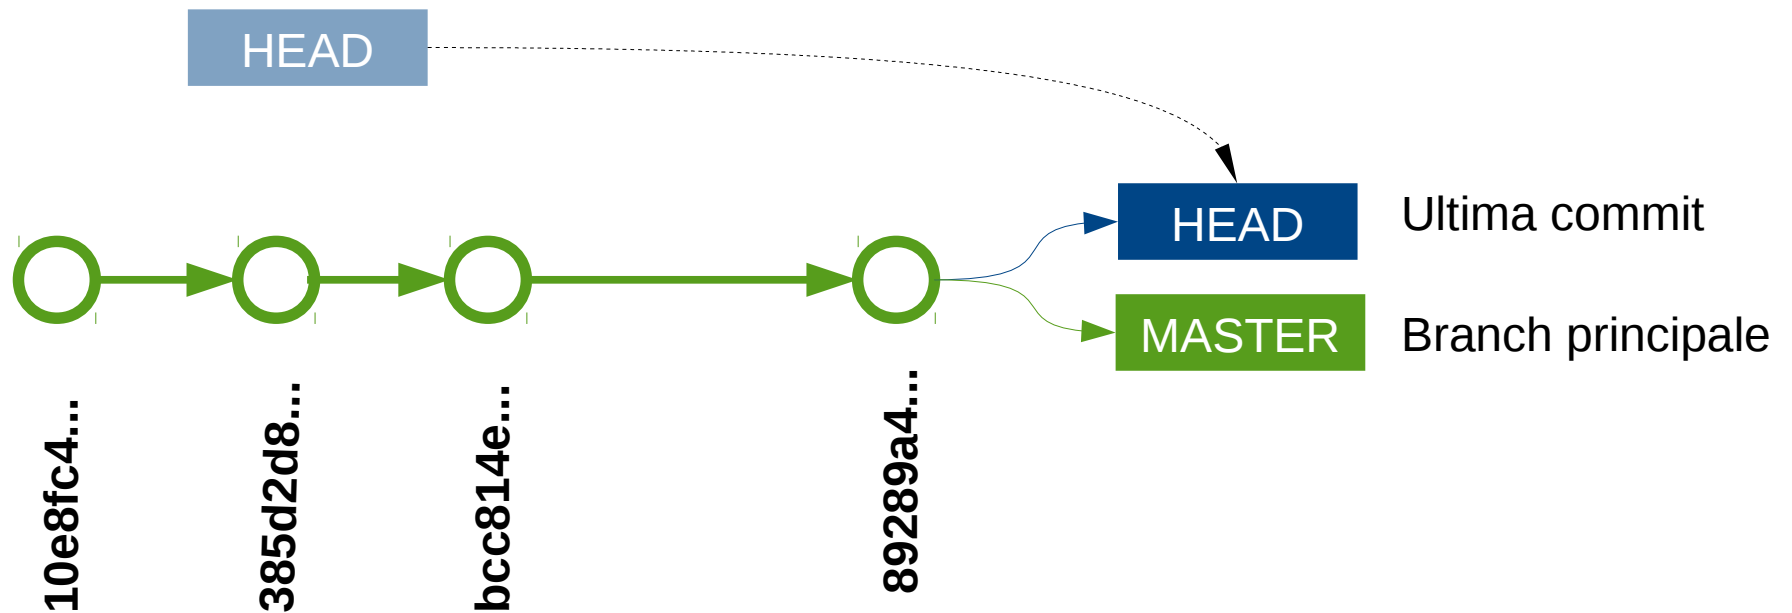 HEAD
HEAD
Ultima commit
MASTER
Branch principale
10e8fc4...
385d2d8...
bcc814e...
89289a4...